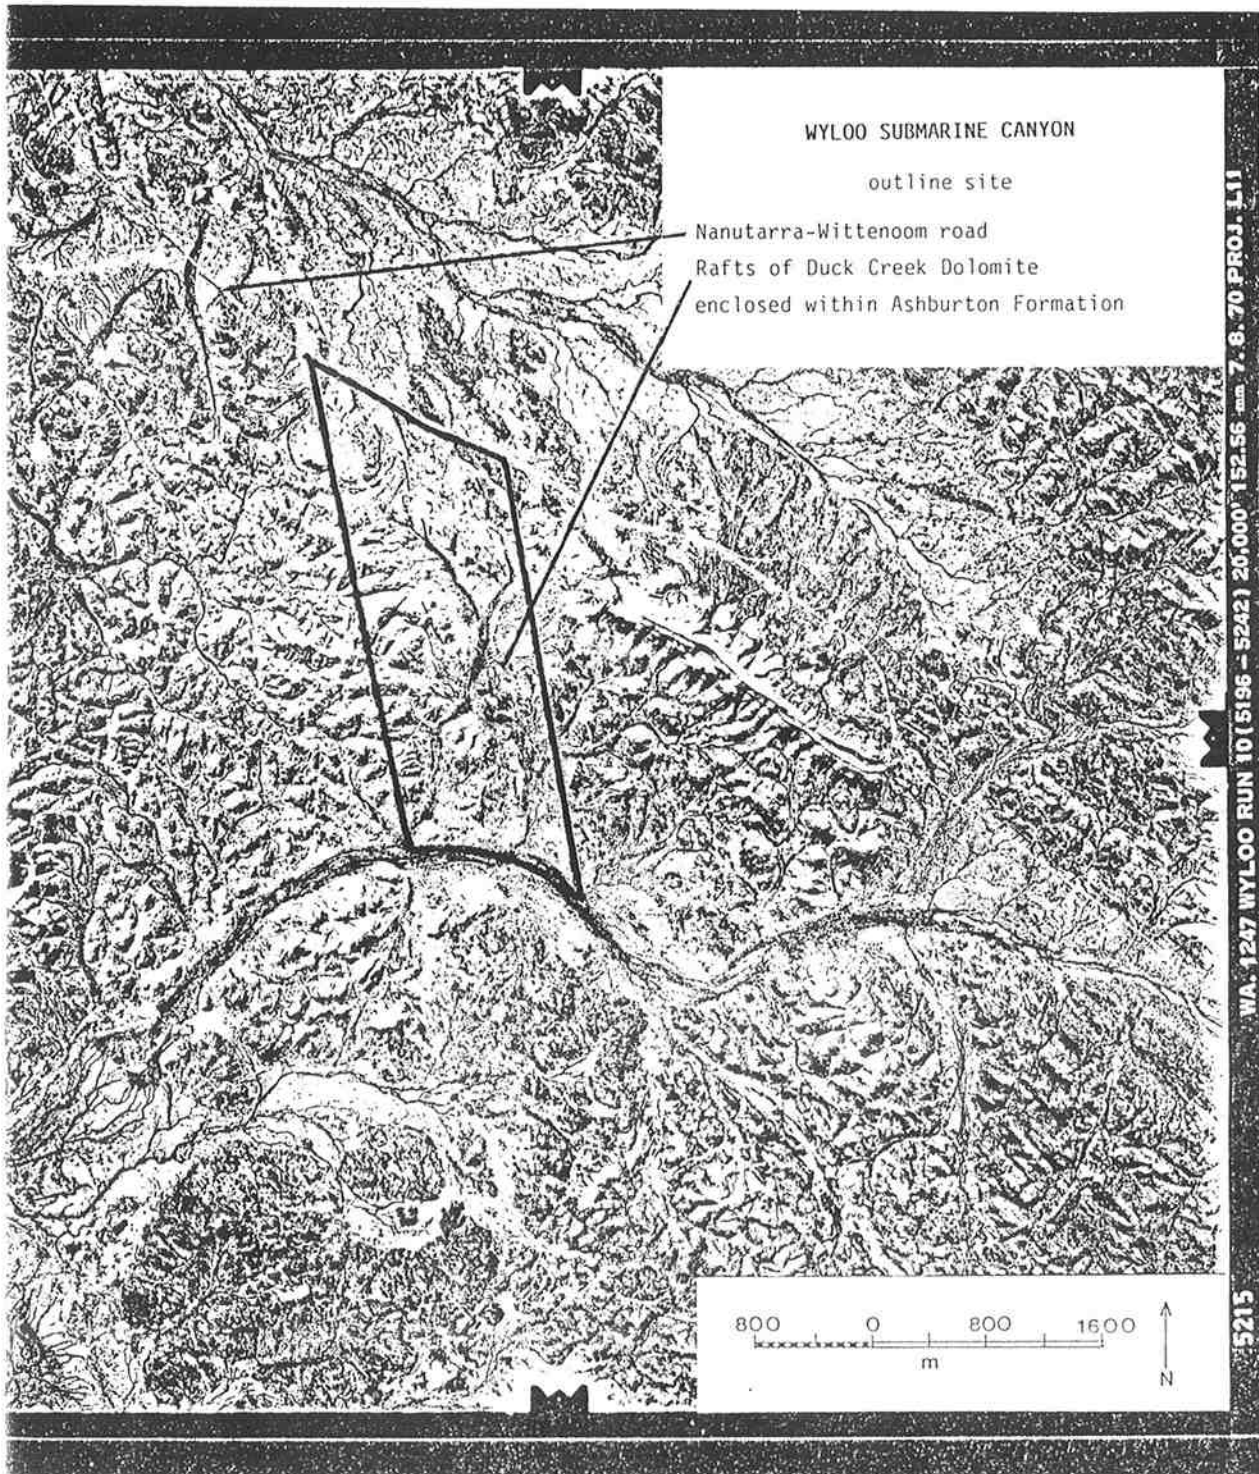 WYLOO SUBMARINE CANYON
outline site
Nanutarra-Wittenoom road
Rafts of Duck Creek Dolomite
enclosed within Ashburton Formation
800 0 800 1600
m
N
5215 WA 1247 WYLOO RUN 10 (5196-5242) 20.000' 152.56 mm 7.8.70 PROJ.